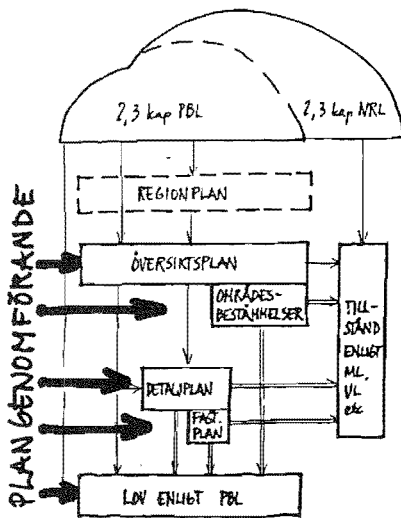 2,3 kap PBL
2,3 kap NRL
REGIONPLAN
PLANGENOMFÖRANDE
ÖVERSIKTSPLAN
OMRÅDES-
BESTÄMMELSER
TILL-
STÅND
ENLIGT
ML,
VL
etc
DETALJPLAN
FAST.
PLAN
LOV ENLIGT PBL